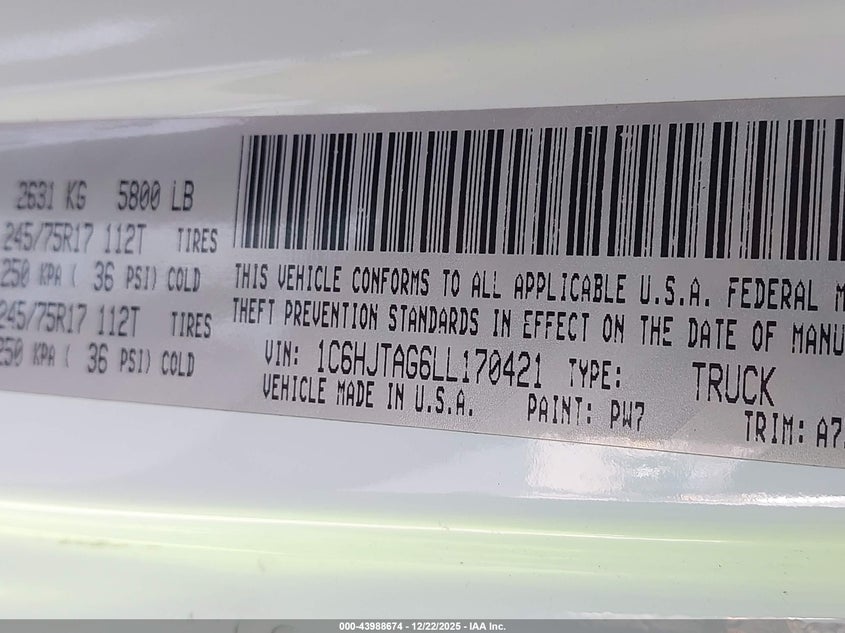 2631 KG 5800 LB
245/75R17 112T TIRES
250 KPA ( 36 PSI) COLD
245/75R17 112T TIRES
250 KPA ( 36 PSI) COLD
THIS VEHICLE CONFORMS TO ALL APPLICABLE U.S.A. FEDERAL M
THEFT PREVENTION STANDARDS IN EFFECT ON THE DATE OF MANU
VIN: 1C6HJTAG6LL170421 TYPE: TRUCK
VEHICLE MADE IN U.S.A. PAINT: PW7 TRIM: A7
000-43988674 - 12/22/2025 - IAA Inc.